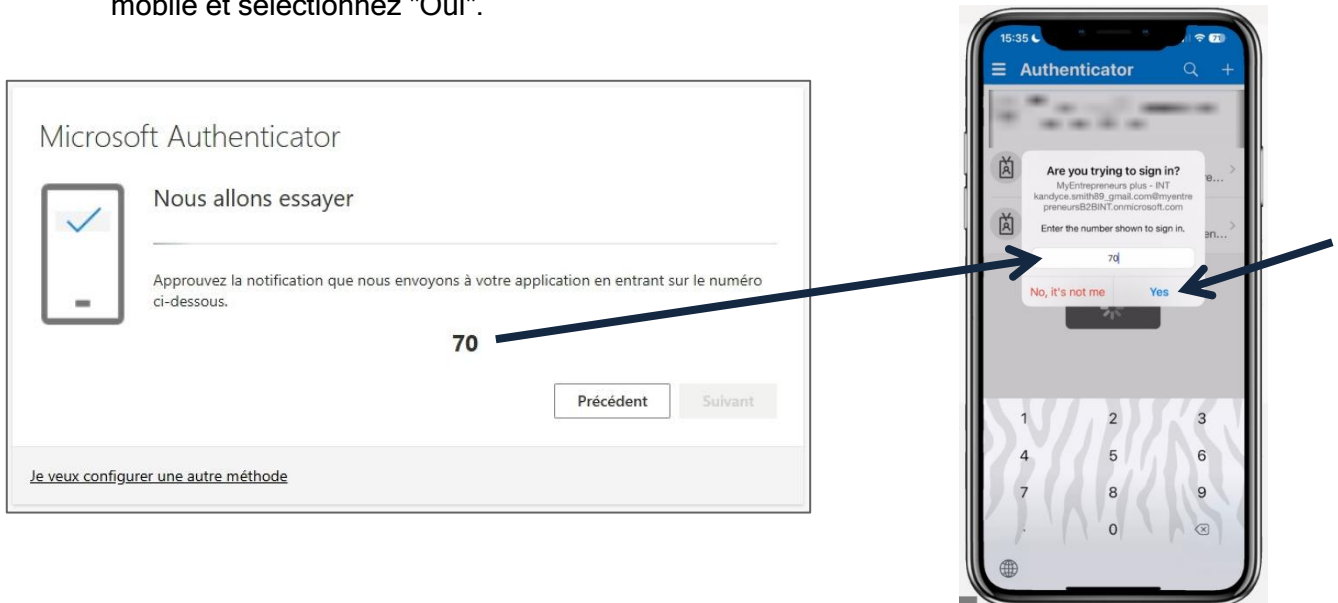 mobile et sélectionnez "Oui".
Microsoft Authenticator
Nous allons essayer
Approuvez la notification que nous envoyons à votre application en entrant sur le numéro
ci-dessous.
70
Précédent Suivant
Je veux configurer une autre méthode
15:35 71
Authenticator
Are you trying to sign in?
MyEntrepreneurs plus - INT
kandyce.smith89_gmail.com@myentre
preneursB2BINT.onmicrosoft.com
Enter the number shown to sign in.
70
No, it's not me Yes
1 2 3
4 5 6
7 8 9
. 0